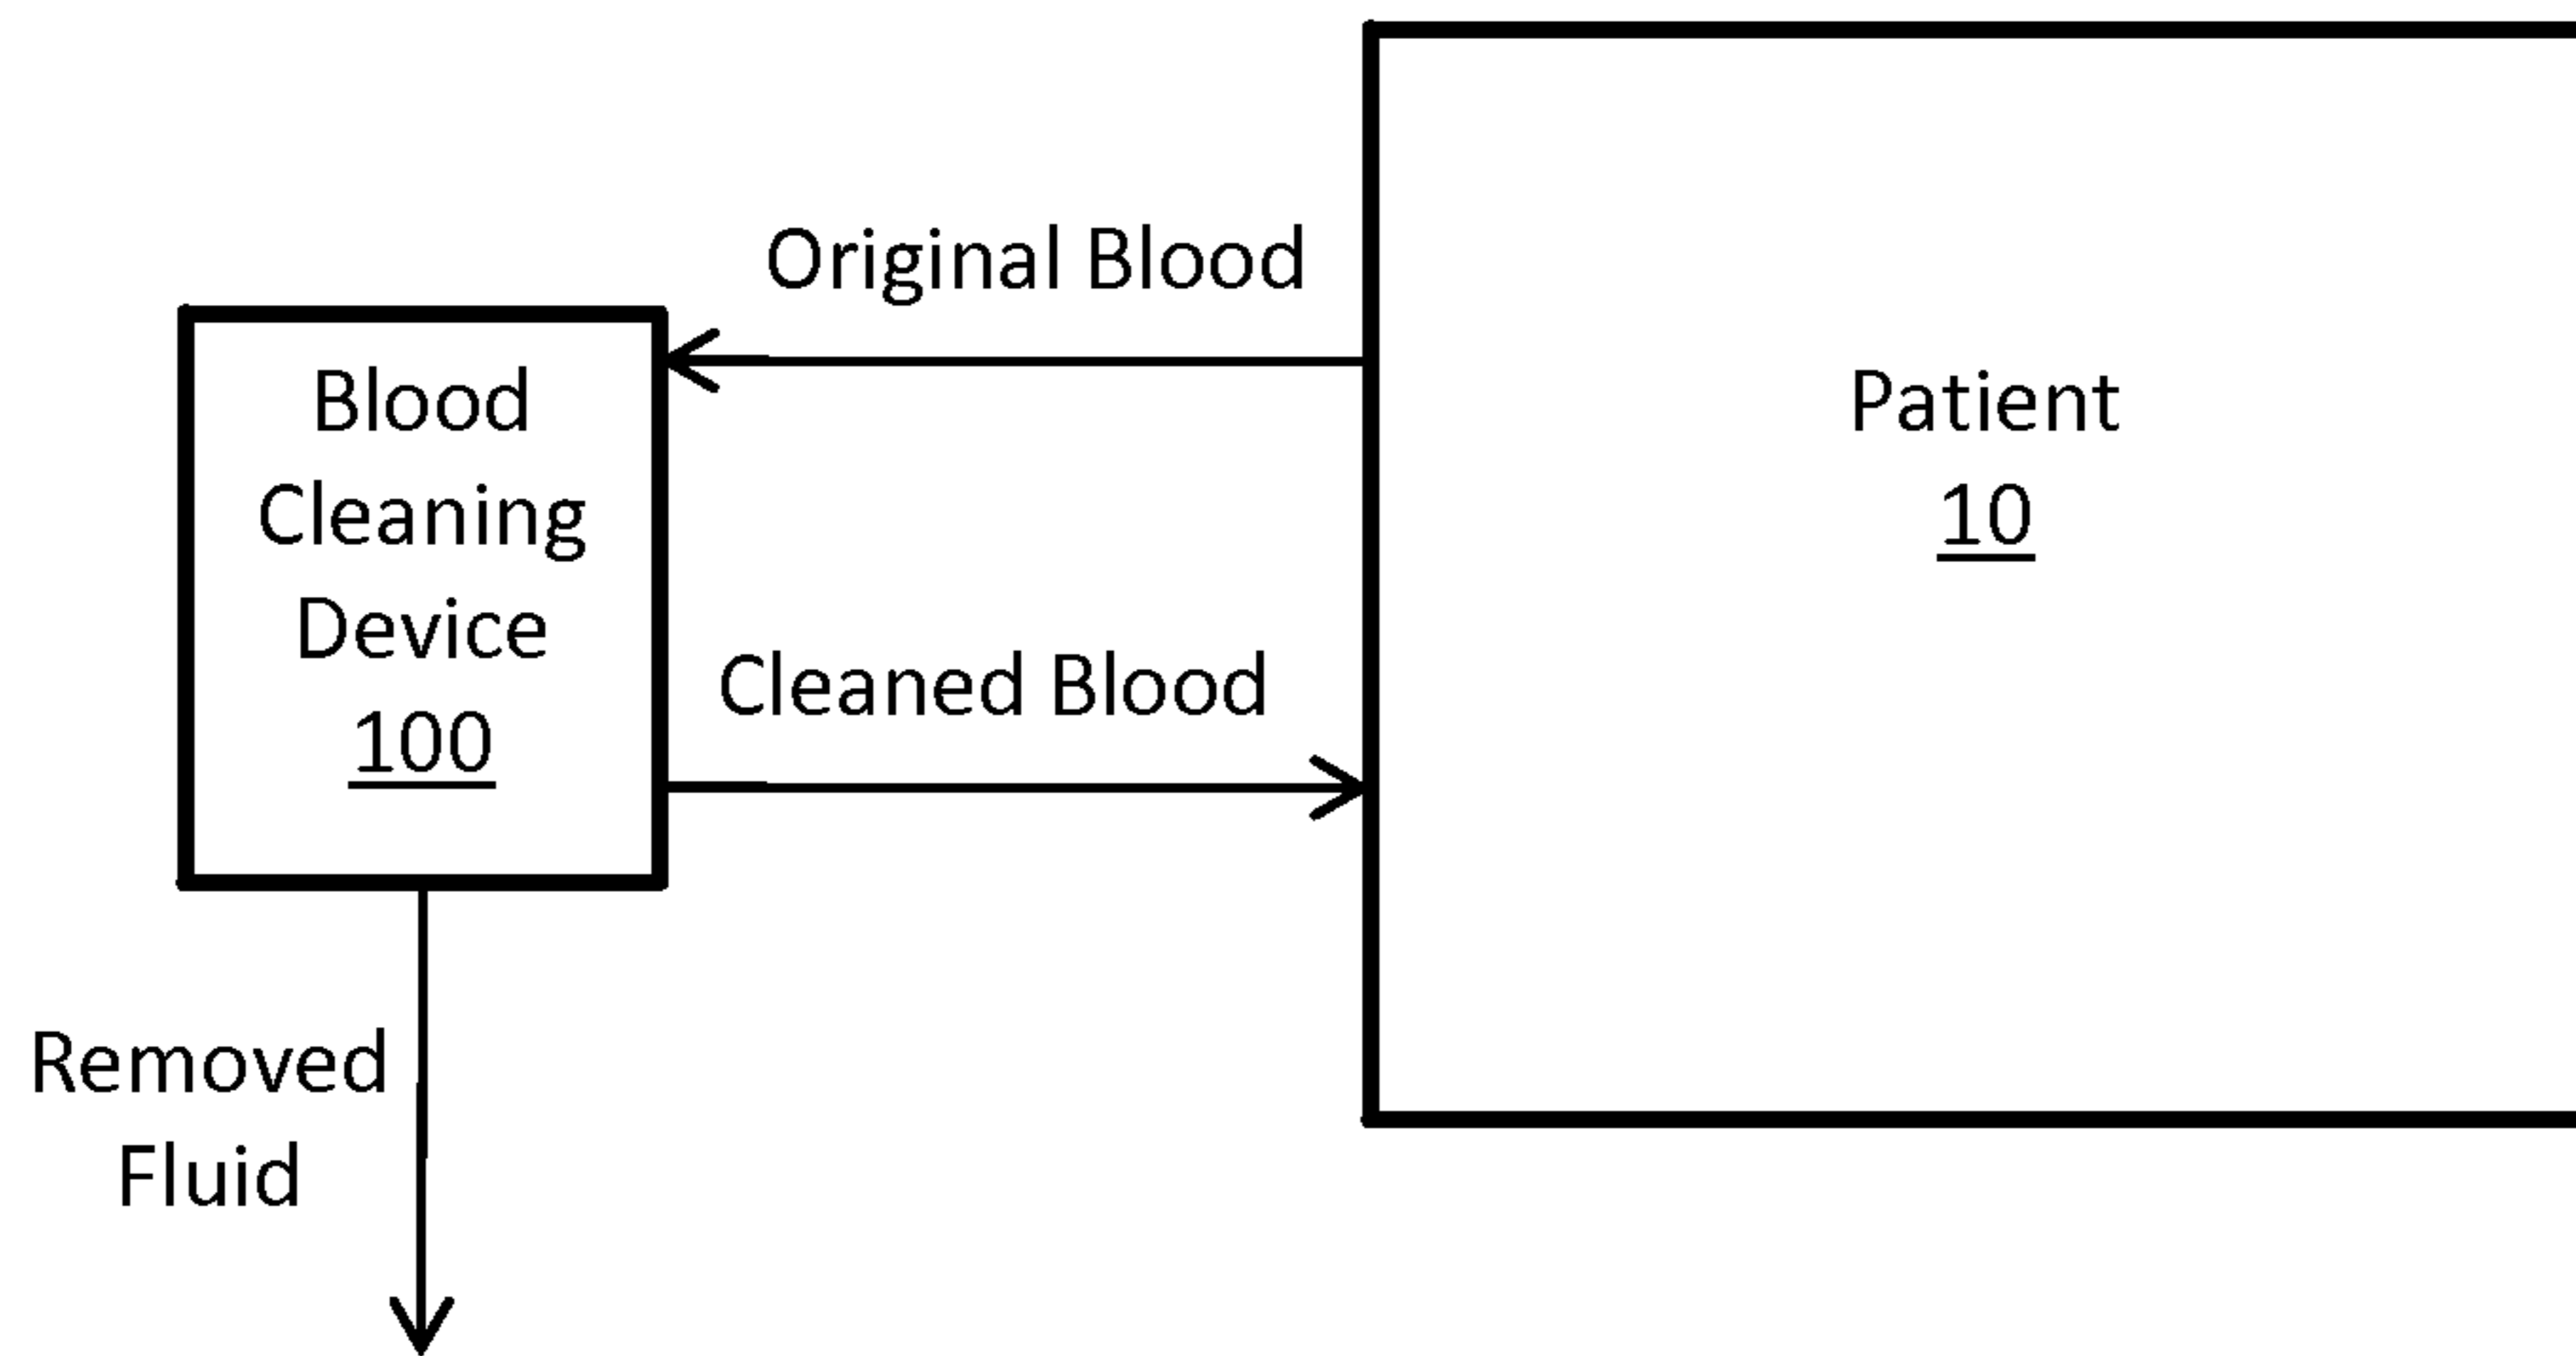 Original Blood
Blood
Cleaning
Device
100
Patient
10
Cleaned Blood
Removed
Fluid